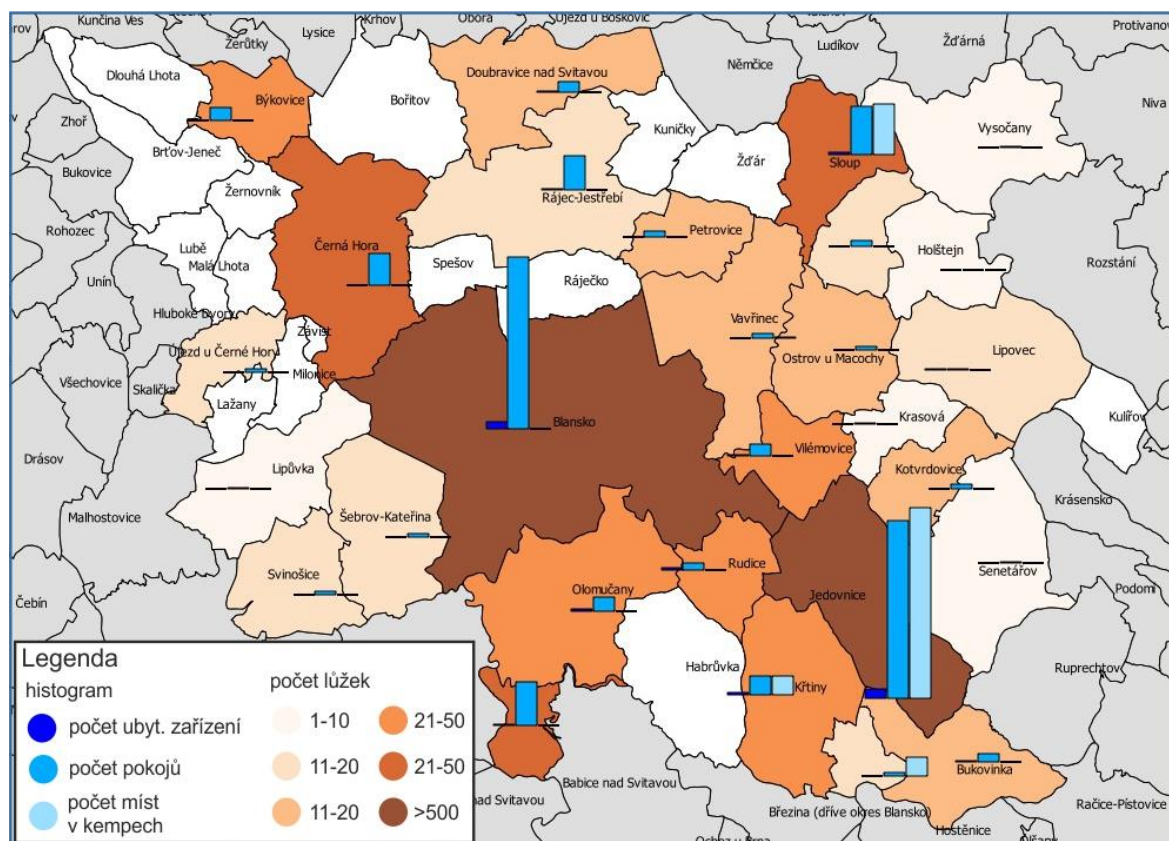 Kunčina Ves
Krhov
Obora
Újezd u Boskovic
Žerůtky
Lysice
Ludíkov
Žďárná
Protivanov
Němčice
Niva
Dlouhá Lhota
Býkovice
Bořitov
Doubravice nad Svitavou
Kuničky
Vysočany
Zhoř
Brťov-Jeneč
Žďár
Sloup
Bukovice
Žernovník
Rájec-Jestřebí
Petrovice
Rohozec
Lubě
Malá Lhota
Černá Hora
Spešov
Ráječko
Holštejn
Rozstání
Unín
Hluboké Dvory
Závist
Vavřinec
Újezd u Černé Hory
Ostrov u Macochy
Lipovec
Všechovice
Skalička
Milonice
Lažany
Blansko
Krasová
Kulířov
Drásov
Lipůvka
Vilémovice
Kotvrdovice
Krásensko
Malhostovice
Šebrov-Kateřina
Svinošice
Rudice
Senetářov
Čebín
Olomučany
Jedovnice
Podomí
Habrůvka
Křtiny
Ruprechtov
Bukovinka
Babice nad Svitavou
nad Svitavou
Březina (dříve okres Blansko)
Račice-Pístovice
Hostěnice
Legenda
histogram
počet lůžek
počet ubyt. zařízení
1-10
21-50
počet pokojů
11-20
21-50
počet míst
v kempech
11-20
>500